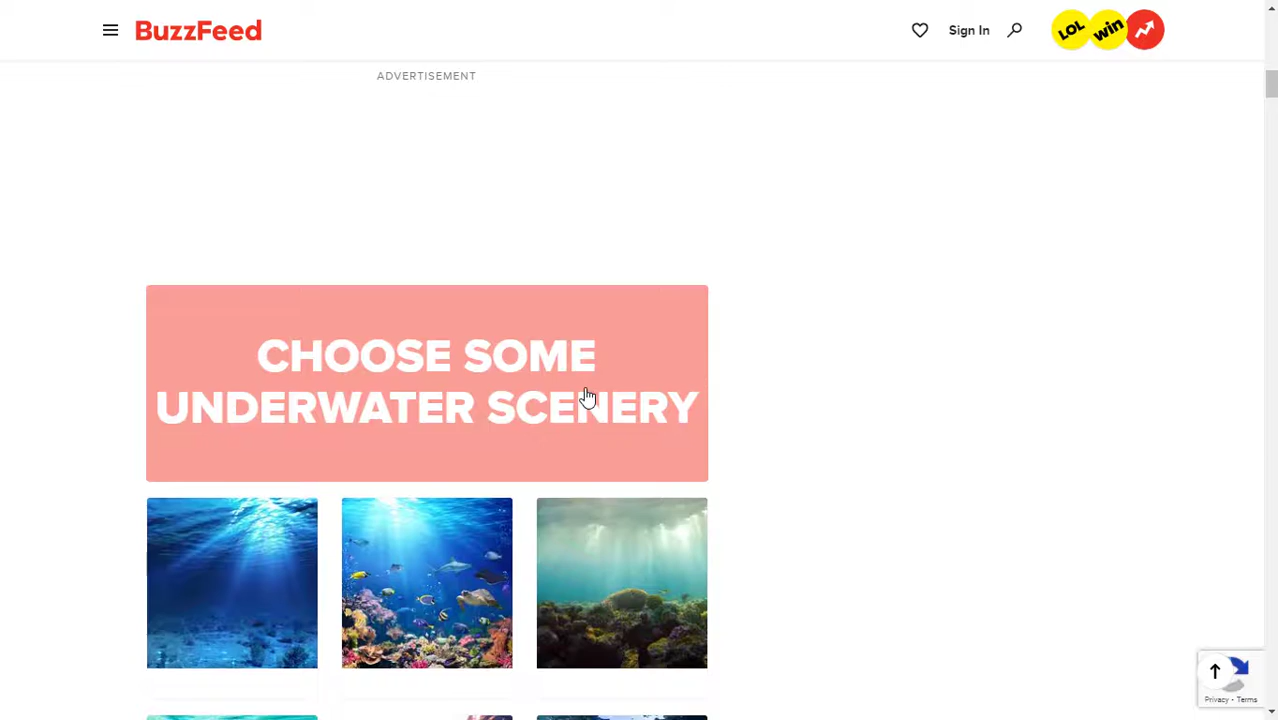 BuzzFeed
Sign In
LOL
win
ADVERTISEMENT
CHOOSE SOME
UNDERWATER SCENERY
Privacy - Terms